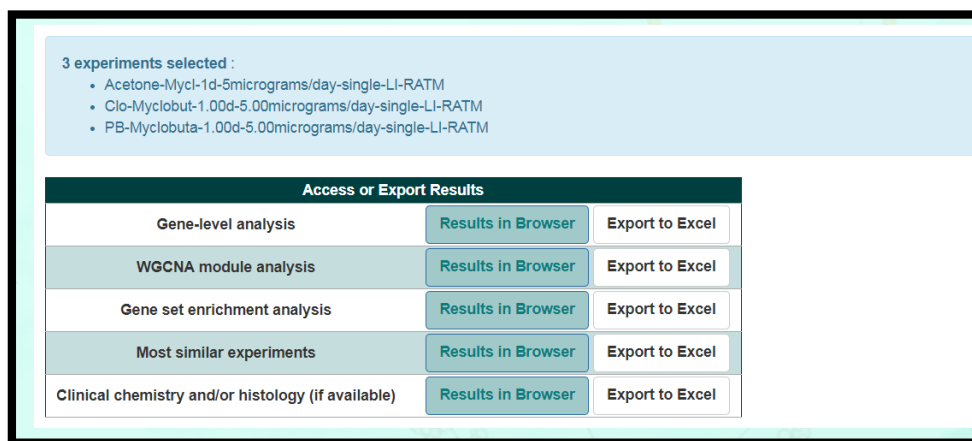 3 experiments selected :
• Acetone-Mycl-1d-5micrograms/day-single-LI-RATM
• Clo-Myclobut-1.00d-5.00micrograms/day-single-LI-RATM
• PB-Myclobuta-1.00d-5.00micrograms/day-single-LI-RATM
Access or Export Results
Gene-level analysis Results in Browser Export to Excel
WGCNA module analysis Results in Browser Export to Excel
Gene set enrichment analysis Results in Browser Export to Excel
Most similar experiments Results in Browser Export to Excel
Clinical chemistry and/or histology (if available) Results in Browser Export to Excel